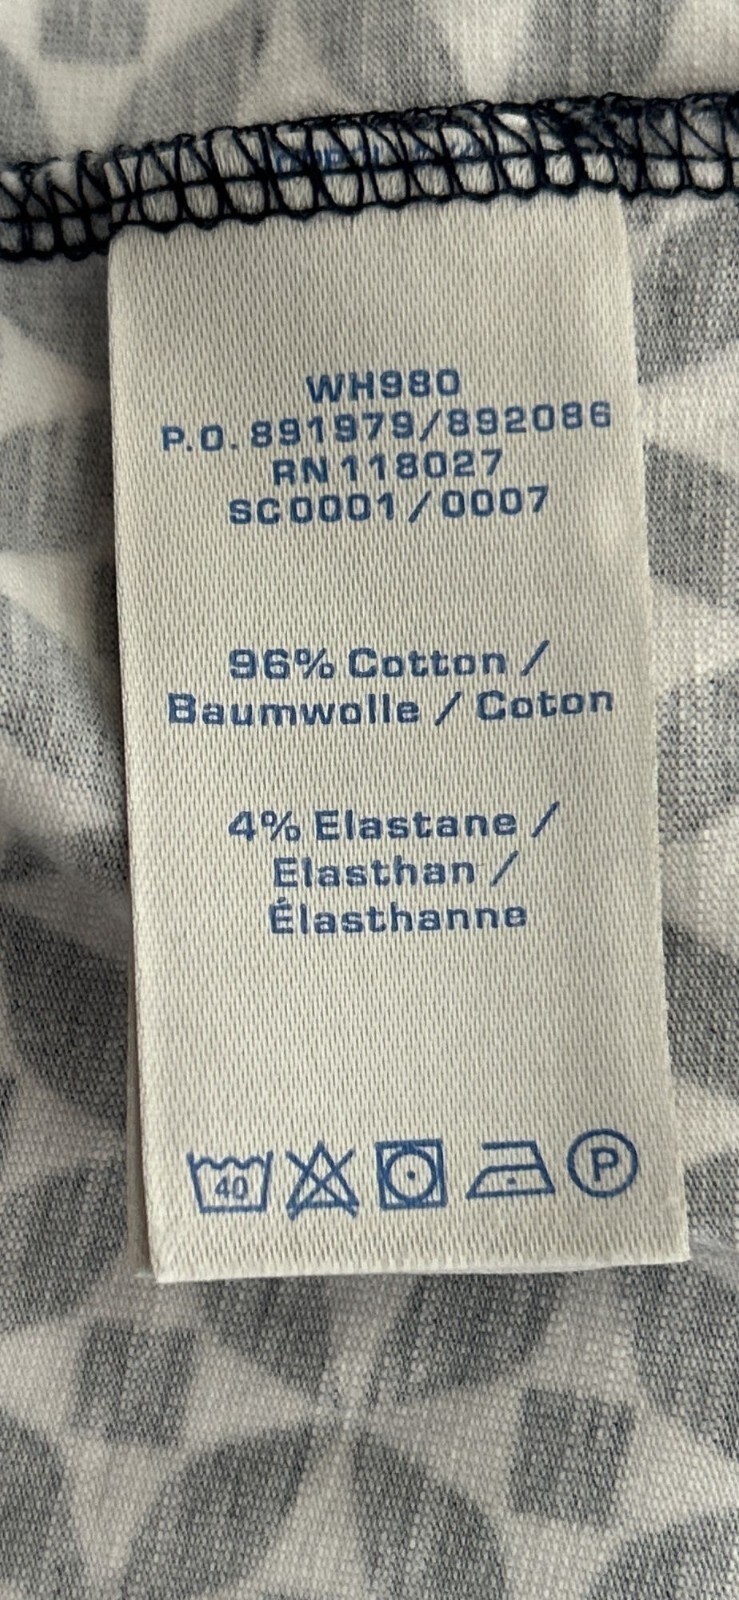 WH980
P.O. 891979/892086
RN 118027
SC0001/0007
96% Cotton /
Baumwolle / Coton
4% Elastane /
Elasthan /
Élasthanne
40 P